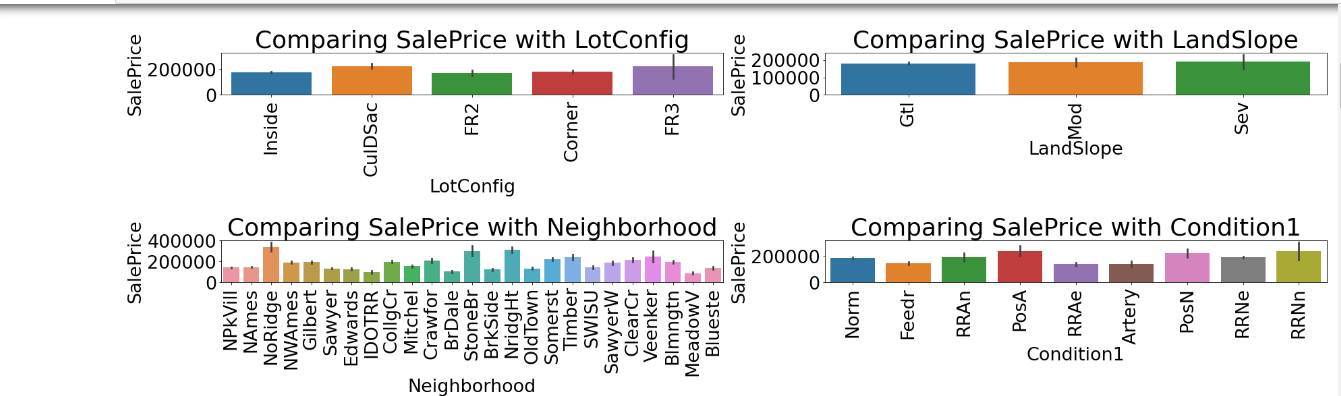 Comparing SalePrice with LotConfig
SalePrice
200000
0
Inside
CulDSac
FR2
Corner
FR3
LotConfig
Comparing SalePrice with LandSlope
SalePrice
200000
100000
0
Gtl
Mod
Sev
LandSlope
Comparing SalePrice with Neighborhood
SalePrice
400000
200000
0
NPkVill
NAmes
NoRidge
NWAmes
Gilbert
Sawyer
Edwards
IDOTRR
CollgCr
Mitchel
Crawfor
BrDale
StoneBr
BrkSide
NridgHt
OldTown
Somerst
Timber
SWISU
SawyerW
ClearCr
Veenker
Blmngtn
MeadowV
Blueste
Neighborhood
Comparing SalePrice with Condition1
SalePrice
200000
0
Norm
Feedr
RRAn
PosA
RRAe
Artery
PosN
RRNe
RRNn
Condition1